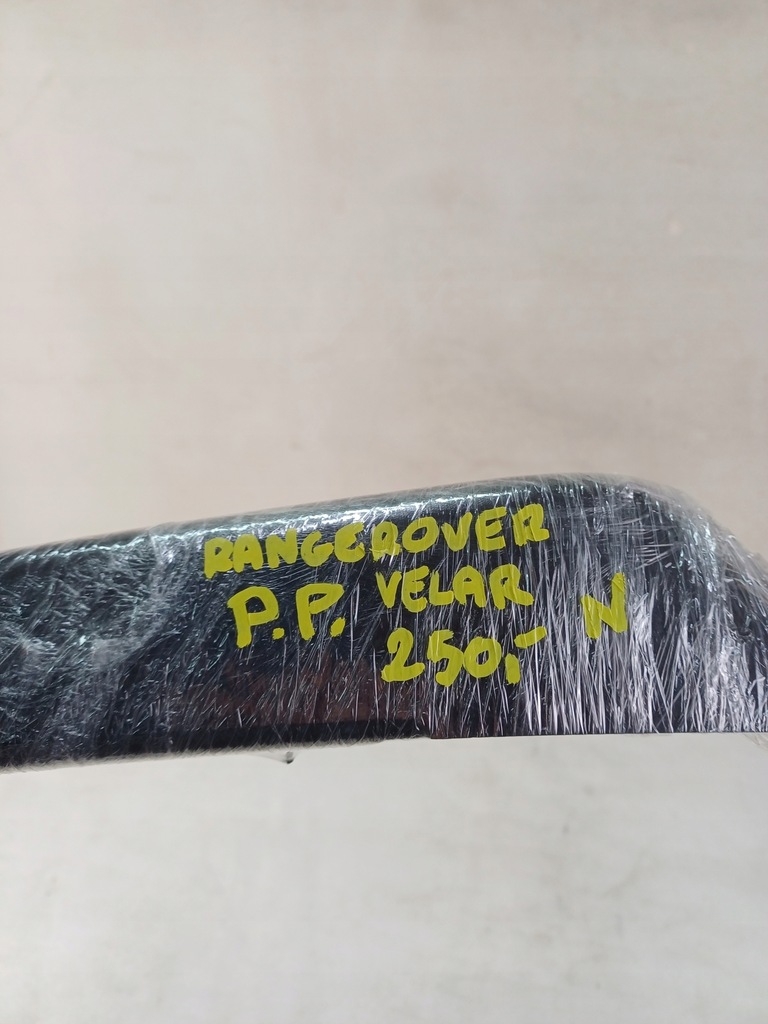 RANGEROVER
P.P. VELAR
250,- N